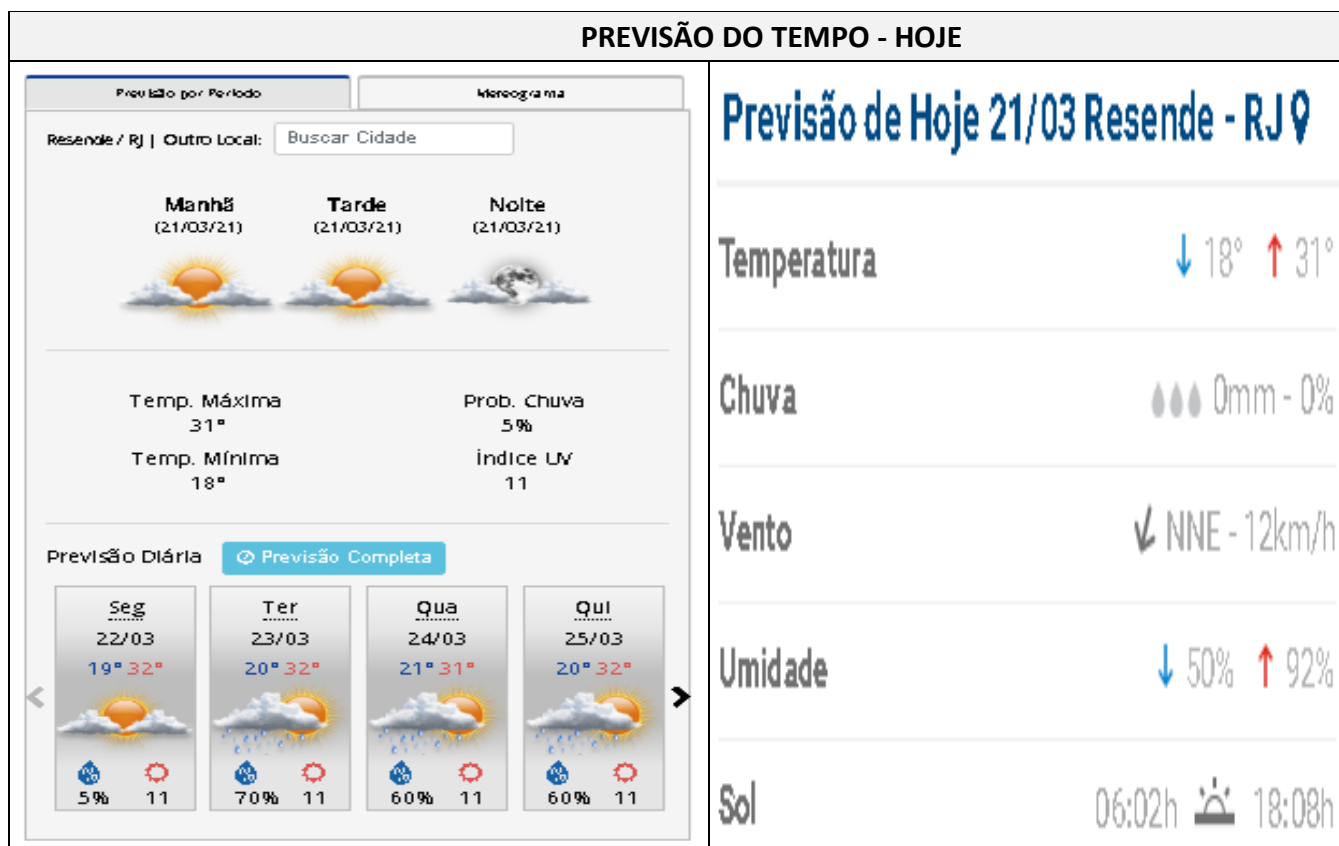 PREVISÃO DO TEMPO - HOJE
Previsão por Período
Meteograma
Resende / RJ | Outro Local: Buscar Cidade
Manhã Tarde Noite
(21/03/21) (21/03/21) (21/03/21)
Temp. Máxima Prob. Chuva
31° 5%
Temp. Mínima Índice UV
18° 11
Previsão Diária Previsão Completa
Seg Ter Qua Qui
22/03 23/03 24/03 25/03
19° 32° 20° 32° 21° 31° 20° 32°
5% 11 70% 11 60% 11 60% 11
Previsão de Hoje 21/03 Resende - RJ
Temperatura ↓ 18° ↑ 31°
Chuva 0mm - 0%
Vento NNE - 12km/h
Umidade ↓ 50% ↑ 92%
Sol 06:02h 18:08h